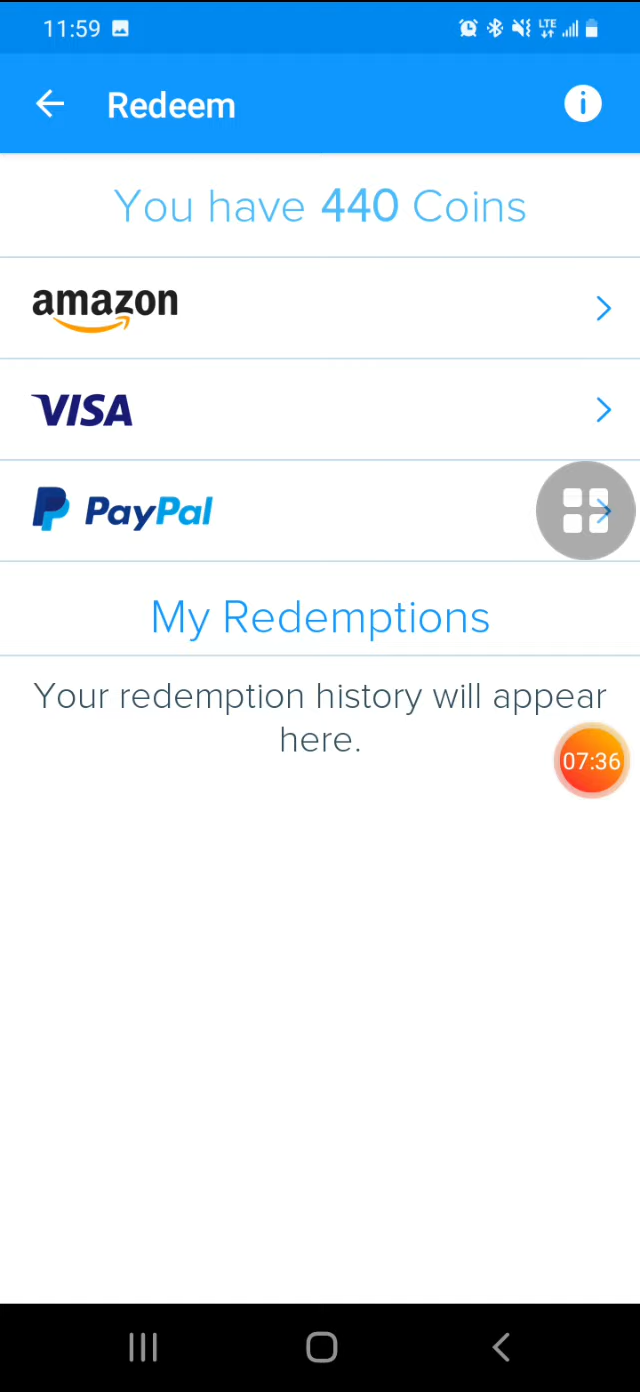 11:59
LTE
Redeem
You have 440 Coins
amazon
VISA
PayPal
My Redemptions
Your redemption history will appear
here.
07:36